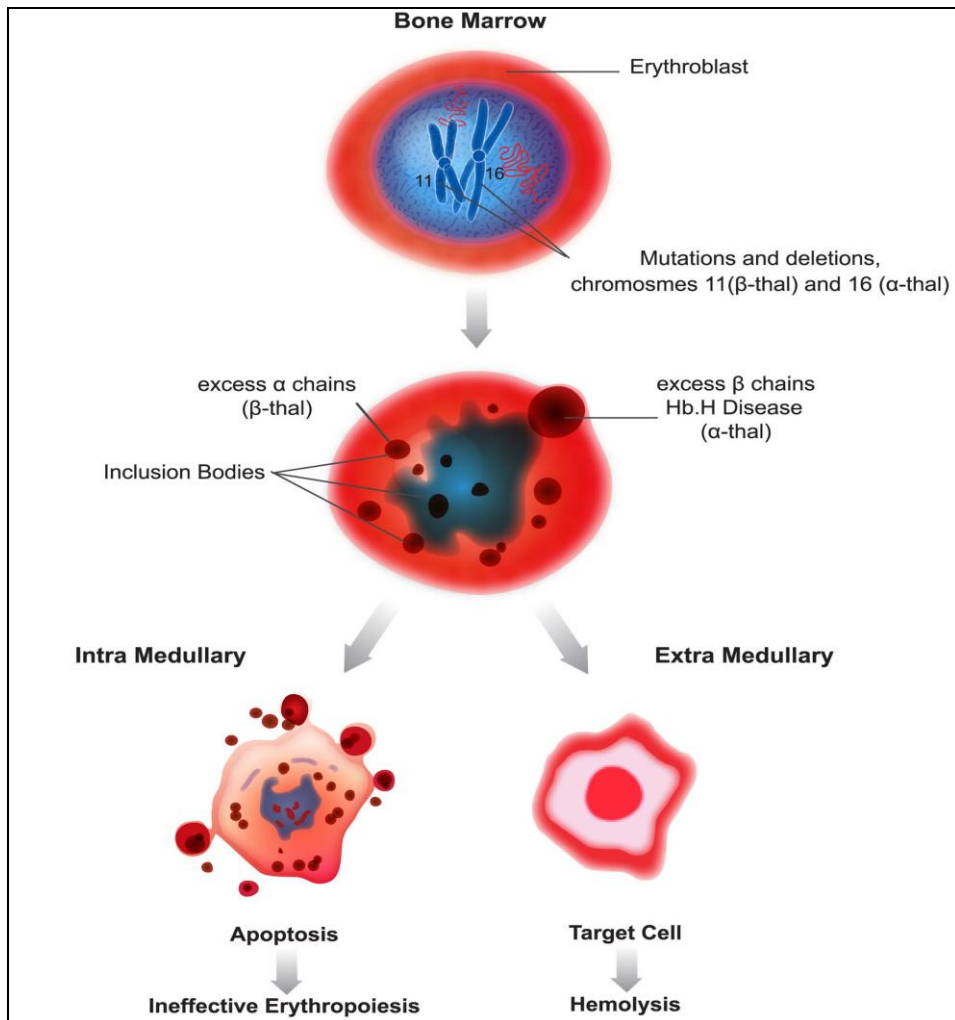 Bone Marrow
Erythroblast
11
16
Mutations and deletions,
chromosmes 11(β-thal) and 16 (α-thal)
excess α chains
(β-thal)
excess β chains
Hb.H Disease
(α-thal)
Inclusion Bodies
Intra Medullary
Extra Medullary
Apoptosis
Target Cell
Ineffective Erythropoiesis
Hemolysis